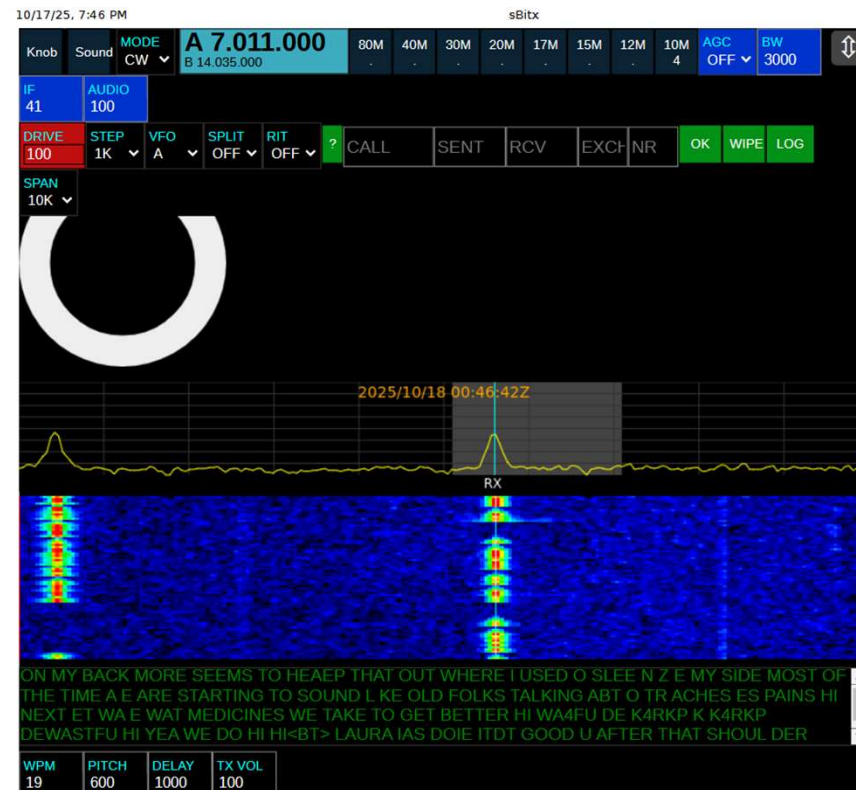 10/17/25, 7:46 PM sBitx
Knob Sound MODE CW A 7.011.000 B 14.035.000 80M . 40M . 30M . 20M . 17M . 15M . 12M . 10M 4 AGC OFF BW 3000
IF 41 AUDIO 100
DRIVE 100 STEP 1K VFO A SPLIT OFF RIT OFF ? CALL SENT RCV EXCH NR OK WIPE LOG
SPAN 10K
2025/10/18 00:46:42Z
RX
ON MY BACK MORE SEEMS TO HEAEP THAT OUT WHERE I USED O SLEE N Z E MY SIDE MOST OF
THE TIME A E ARE STARTING TO SOUND L KE OLD FOLKS TALKING ABT O TR ACHES ES PAINS HI
NEXT ET WA E WAT MEDICINES WE TAKE TO GET BETTER HI WA4FU DE K4RKP K K4RKP
DEWASTFU HI YEA WE DO HI HI<BT> LAURA IAS DOIE ITDT GOOD U AFTER THAT SHOUL DER
WPM 19 PITCH 600 DELAY 1000 TX VOL 100